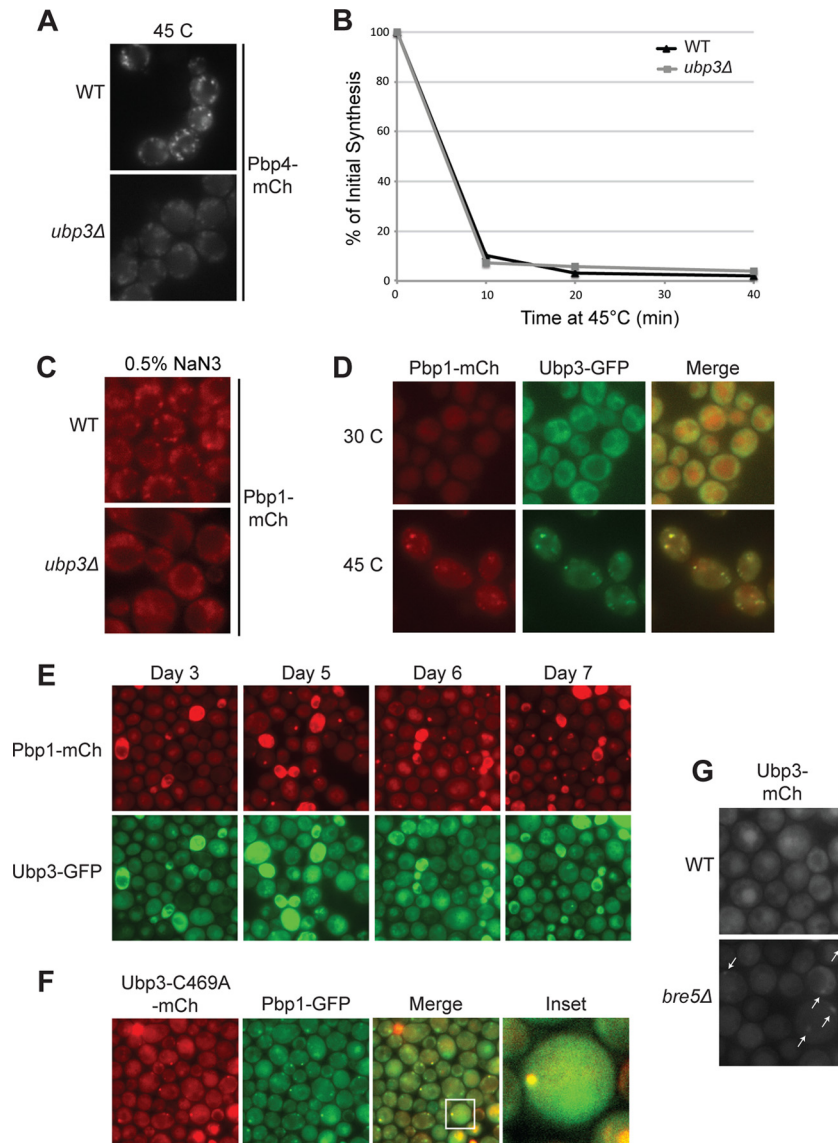 A
45 C
WT
ubp3Δ
Pbp4-
mCh
B
100
80
60
40
20
0
0
10
20
30
40
% of Initial Synthesis
Time at 45°C (min)
WT
ubp3Δ
C
0.5% NaN3
WT
ubp3Δ
Pbp1-
mCh
D
Pbp1-mCh
Ubp3-GFP
Merge
30 C
45 C
E
Day 3
Day 5
Day 6
Day 7
Pbp1-mCh
Ubp3-GFP
F
Ubp3-C469A
-mCh
Pbp1-GFP
Merge
Inset
G
Ubp3-
mCh
WT
bre5Δ